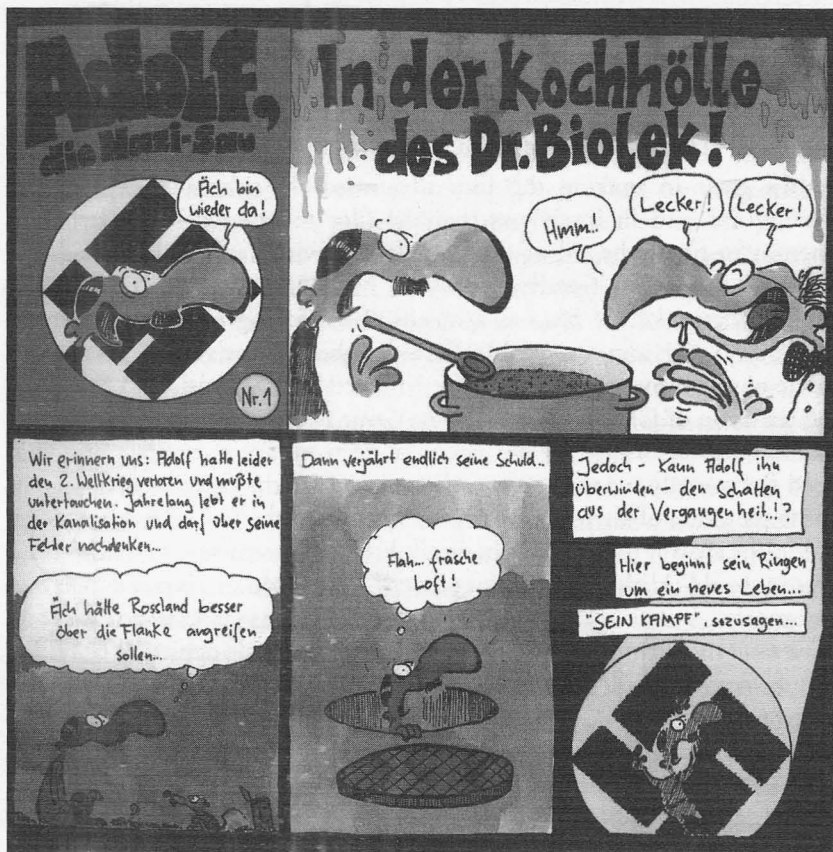 Adolf,
die Nazi-Sau
Äch bin
wieder da!
Nr.1
In der Kochhölle
des Dr. Biolek!
Hmm..!
Lecker!
Lecker!
Wir erinnern uns: Adolf hatte leider
den 2. Weltkrieg verloren und mußte
untertauchen. Jahrelang lebt er in
der Kanalisation und darf über seine
Fehler nachdenken...
Äch hätte Rossland besser
öber die Flanke angreifen
sollen...
Dann verjährt endlich seine Schuld..
Aah... fräsche
Loft!
Jedoch - Kann Adolf ihn
überwinden - den Schatten
aus der Vergangenheit..!?
Hier beginnt sein Ringen
um ein neues Leben...
"SEIN KAMPF", sozusagen...